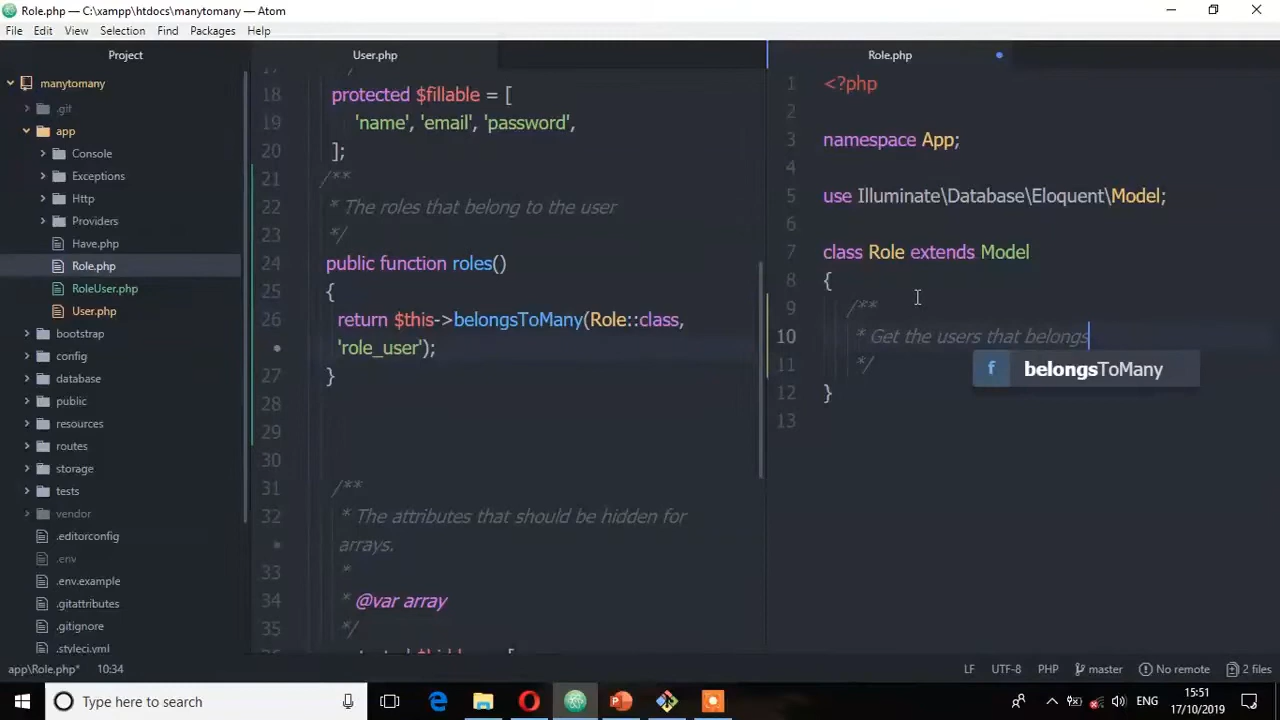 Role.php — C:\xampp\htdocs\manytomany — Atom
File Edit View Selection Find Packages Help
Project
manytomany
.git
app
Console
Exceptions
Http
Providers
Have.php
Role.php
RoleUser.php
User.php
bootstrap
config
database
public
resources
routes
storage
tests
vendor
.editorconfig
.env
.env.example
.gitattributes
.gitignore
.styleci.yml
User.php
17
18 protected $fillable = [
19 'name', 'email', 'password',
20 ];
21 /**
22 * The roles that belong to the user
23 */
24 public function roles()
25 {
26 return $this->belongsToMany(Role::class,
• 'role_user');
27 }
28
29
30
31 /**
32 * The attributes that should be hidden for
• arrays.
33 *
34 * @var array
35 */
Role.php
1 <?php
2
3 namespace App;
4
5 use Illuminate\Database\Eloquent\Model;
6
7 class Role extends Model
8 {
9 /**
10 * Get the users that belongs
11 */
f belongsToMany
12 }
13
app\Role.php* 10:34 LF UTF-8 PHP master No remote 2 files
Type here to search
ENG
15:51
17/10/2019